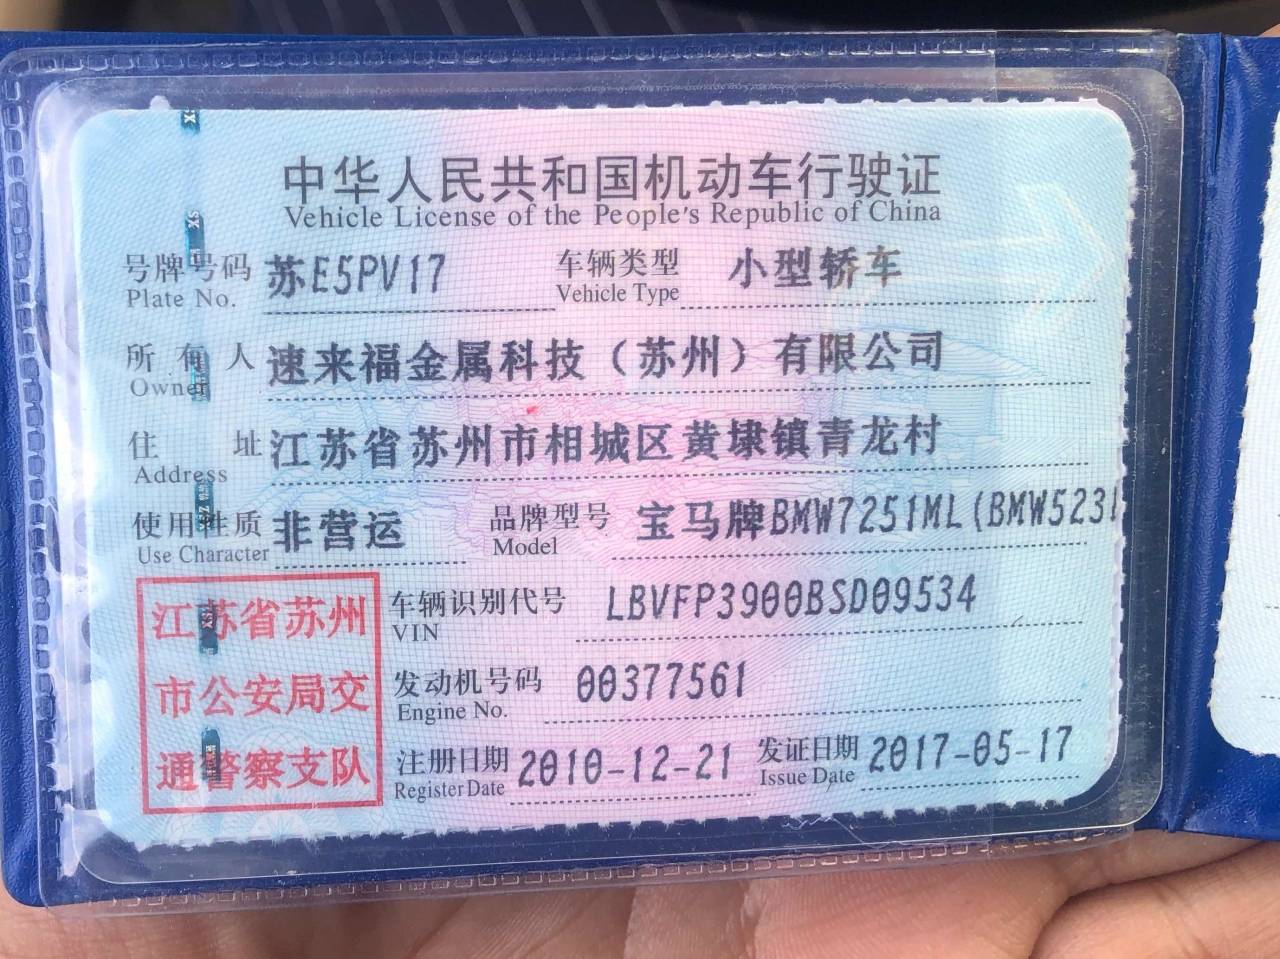 中华人民共和国机动车行驶证
Vehicle License of the People's Republic of China
号牌号码 苏E5PV17 车辆类型 小型轿车
Plate No. Vehicle Type
所有人 速来福金属科技（苏州）有限公司
Owner
住址 江苏省苏州市相城区黄埭镇青龙村
Address
使用性质 非营运 品牌型号 宝马牌BMW7251ML(BMW523l
Use Character Model
江苏省苏州
市公安局交
通警察支队
车辆识别代号 LBVFP3900BSD09534
VIN
发动机号码 00377561
Engine No.
注册日期 2010-12-21 发证日期 2017-05-17
Register Date Issue Date